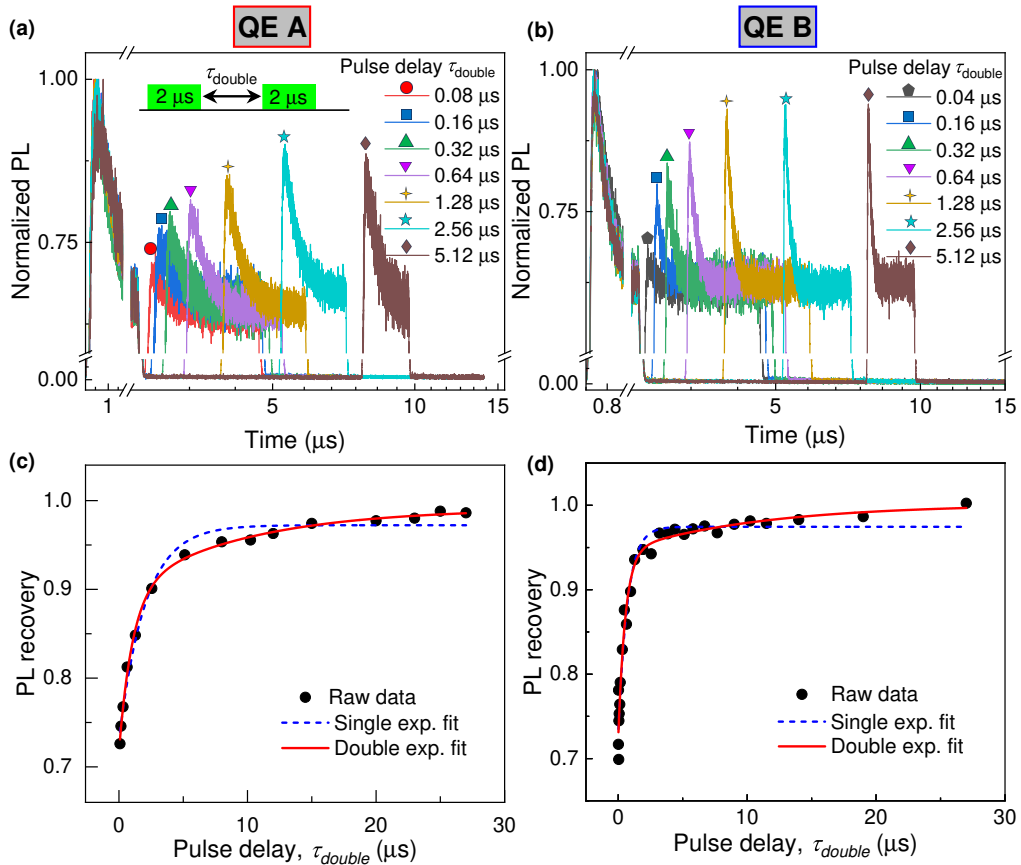 QE A
QE B
(a)
Normalized PL
1.00
0.75
0.00
1
5
10
15
Time (μs)
τdouble
2 μs
2 μs
Pulse delay τdouble
0.08 μs
0.16 μs
0.32 μs
0.64 μs
1.28 μs
2.56 μs
5.12 μs
(b)
Normalized PL
1.00
0.75
0.00
0.8
5
10
15
Time (μs)
Pulse delay τdouble
0.04 μs
0.16 μs
0.32 μs
0.64 μs
1.28 μs
2.56 μs
5.12 μs
(c)
PL recovery
1.0
0.9
0.8
0.7
0
10
20
30
Pulse delay, τdouble (μs)
Raw data
Single exp. fit
Double exp. fit
(d)
PL recovery
1.0
0.9
0.8
0.7
0
10
20
30
Pulse delay, τdouble (μs)
Raw data
Single exp. fit
Double exp. fit